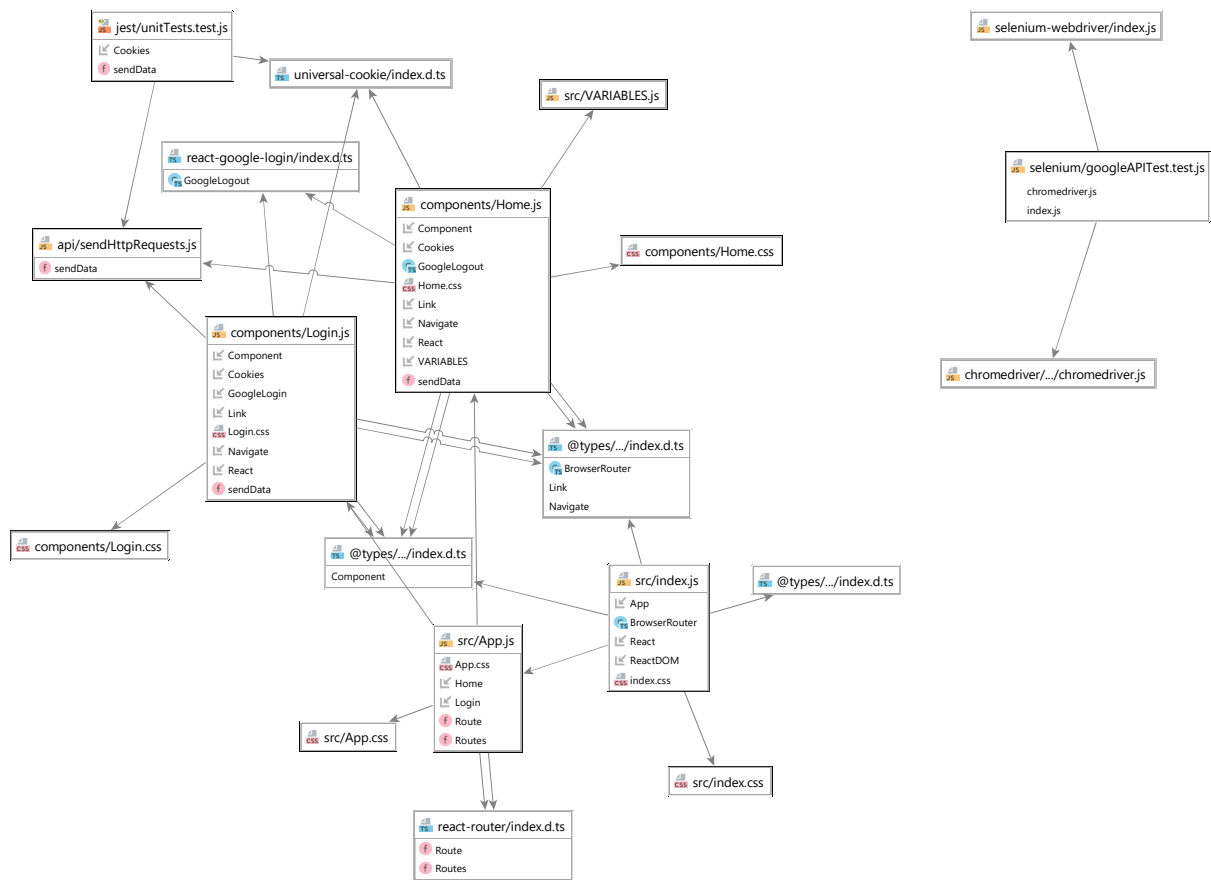 jest/unitTests.test.js
Cookies
sendData
universal-cookie/index.d.ts
src/VARIABLES.js
selenium-webdriver/index.js
react-google-login/index.d.ts
GoogleLogout
components/Home.js
Component
Cookies
GoogleLogout
Home.css
Link
Navigate
React
VARIABLES
sendData
selenium/googleAPITest.test.js
chromedriver.js
index.js
api/sendHttpRequests.js
sendData
components/Home.css
components/Login.js
Component
Cookies
GoogleLogin
Link
Login.css
Navigate
React
sendData
chromedriver/.../chromedriver.js
@types/.../index.d.ts
BrowserRouter
Link
Navigate
components/Login.css
@types/.../index.d.ts
Component
src/index.js
App
BrowserRouter
React
ReactDOM
index.css
@types/.../index.d.ts
src/App.js
App.css
Home
Login
Route
Routes
src/App.css
src/index.css
react-router/index.d.ts
Route
Routes